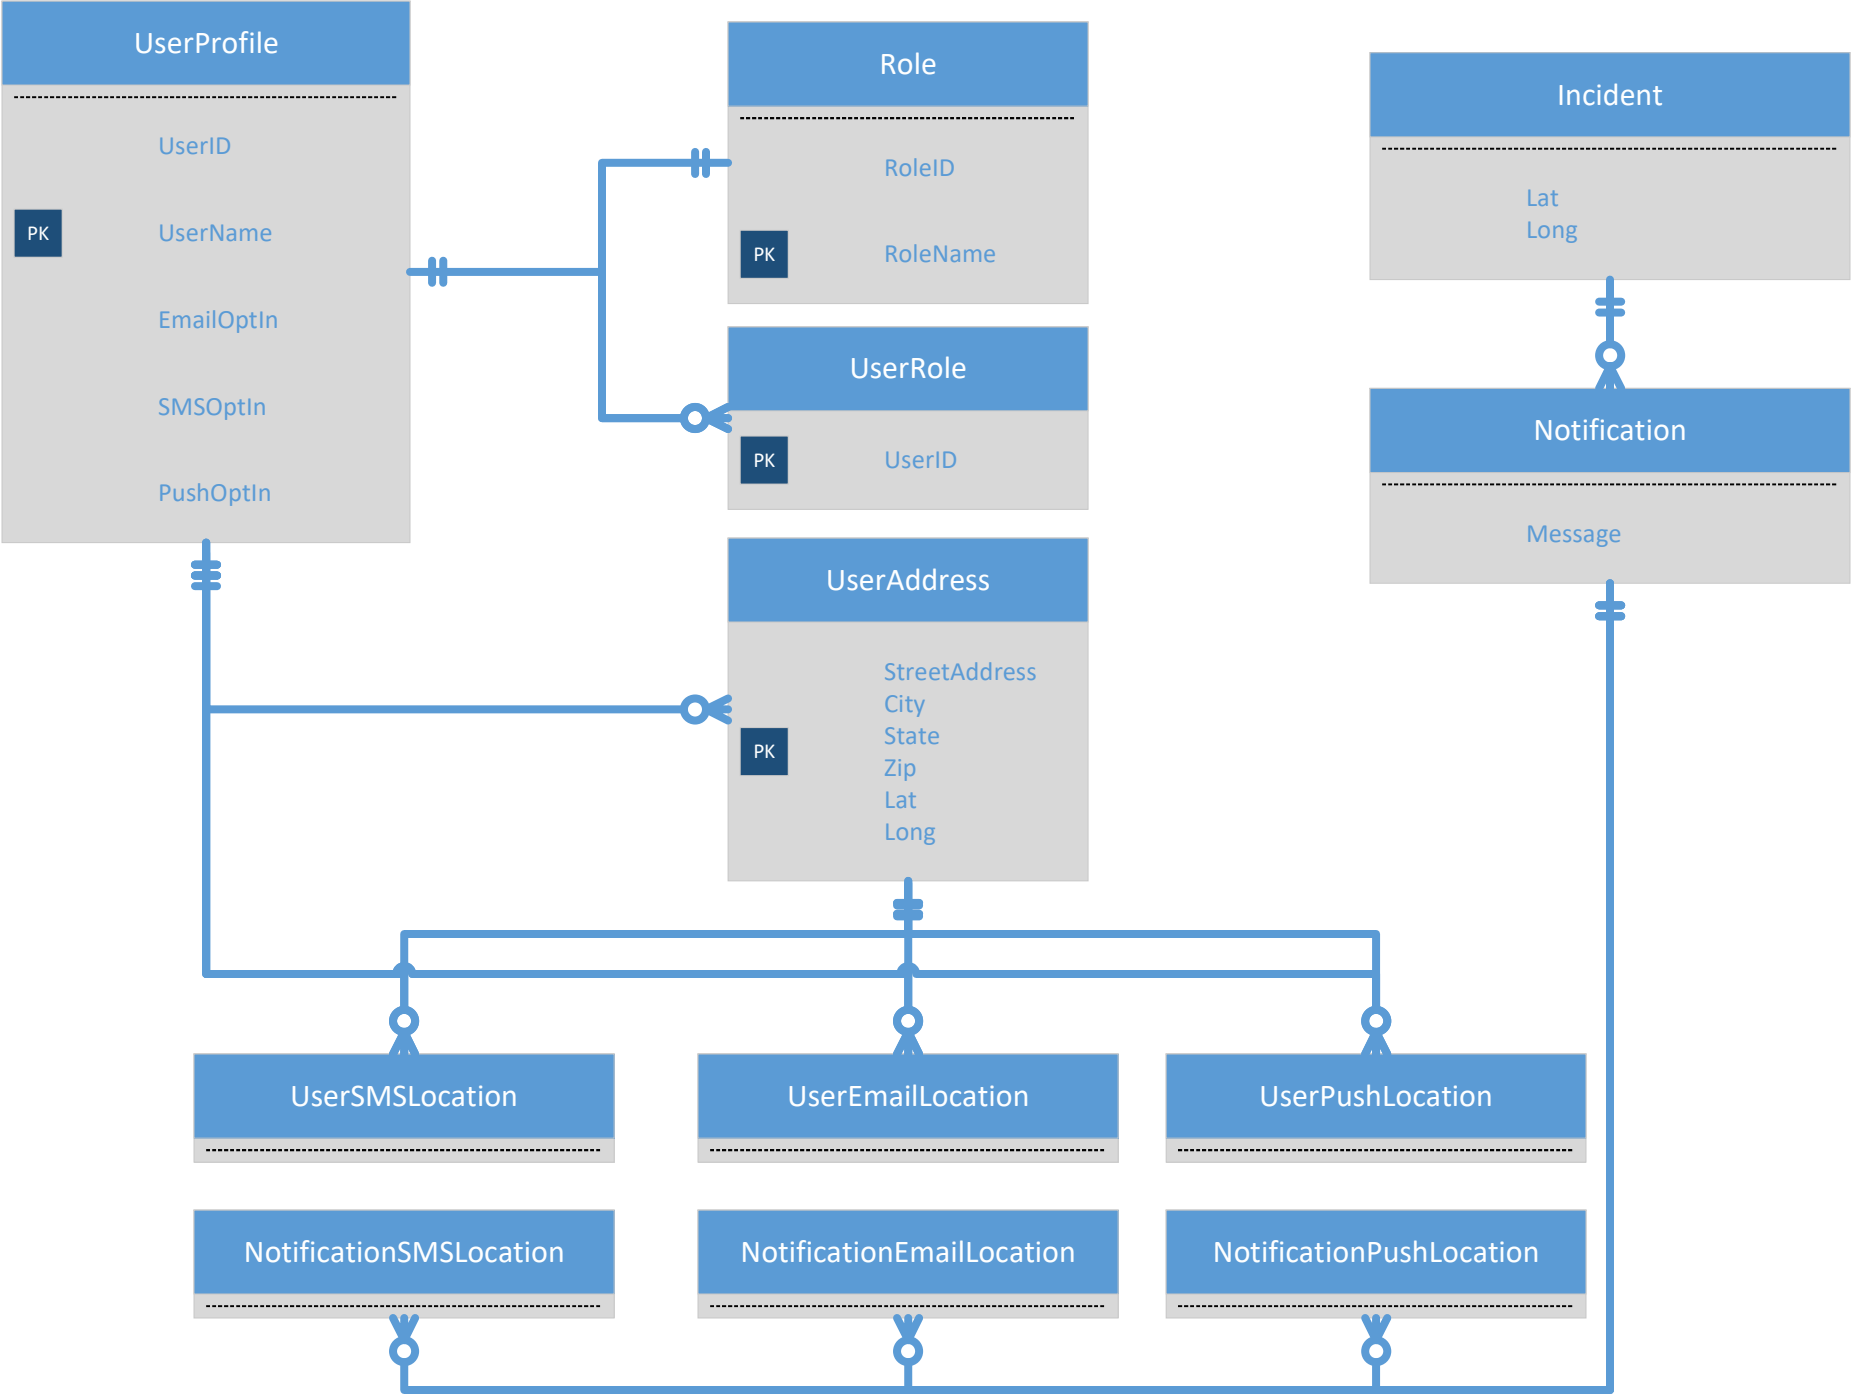 UserProfile
UserID
PK
UserName
EmailOptIn
SMSOptIn
PushOptIn
Role
RoleID
PK
RoleName
UserRole
PK
UserID
UserAddress
StreetAddress
City
State
PK
Zip
Lat
Long
Incident
Lat
Long
Notification
Message
UserSMSLocation
UserEmailLocation
UserPushLocation
NotificationSMSLocation
NotificationEmailLocation
NotificationPushLocation